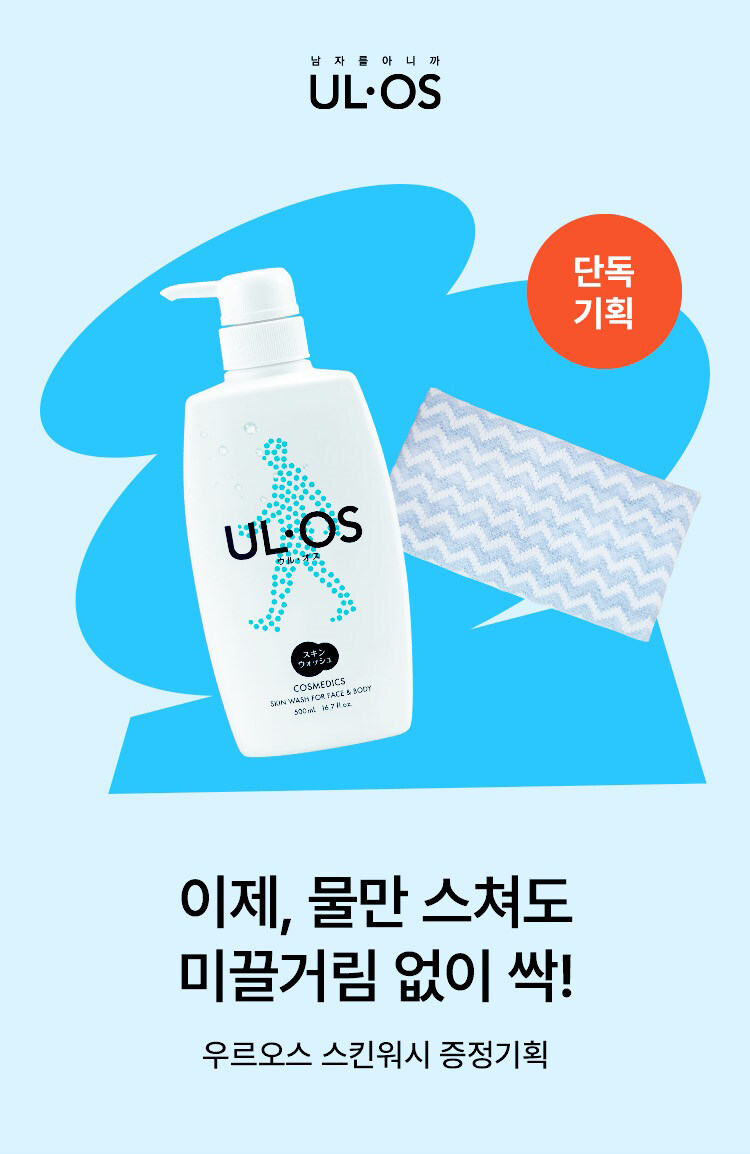 남자를아니까
UL·OS
단독
기획
UL·OS
ウル・オス
スキン
ウォッシュ
COSMEDICS
SKIN WASH FOR FACE & BODY
500mL 16.7 fl.oz.
이제, 물만 스쳐도
미끌거림 없이 싹!
우르오스 스킨워시 증정기획